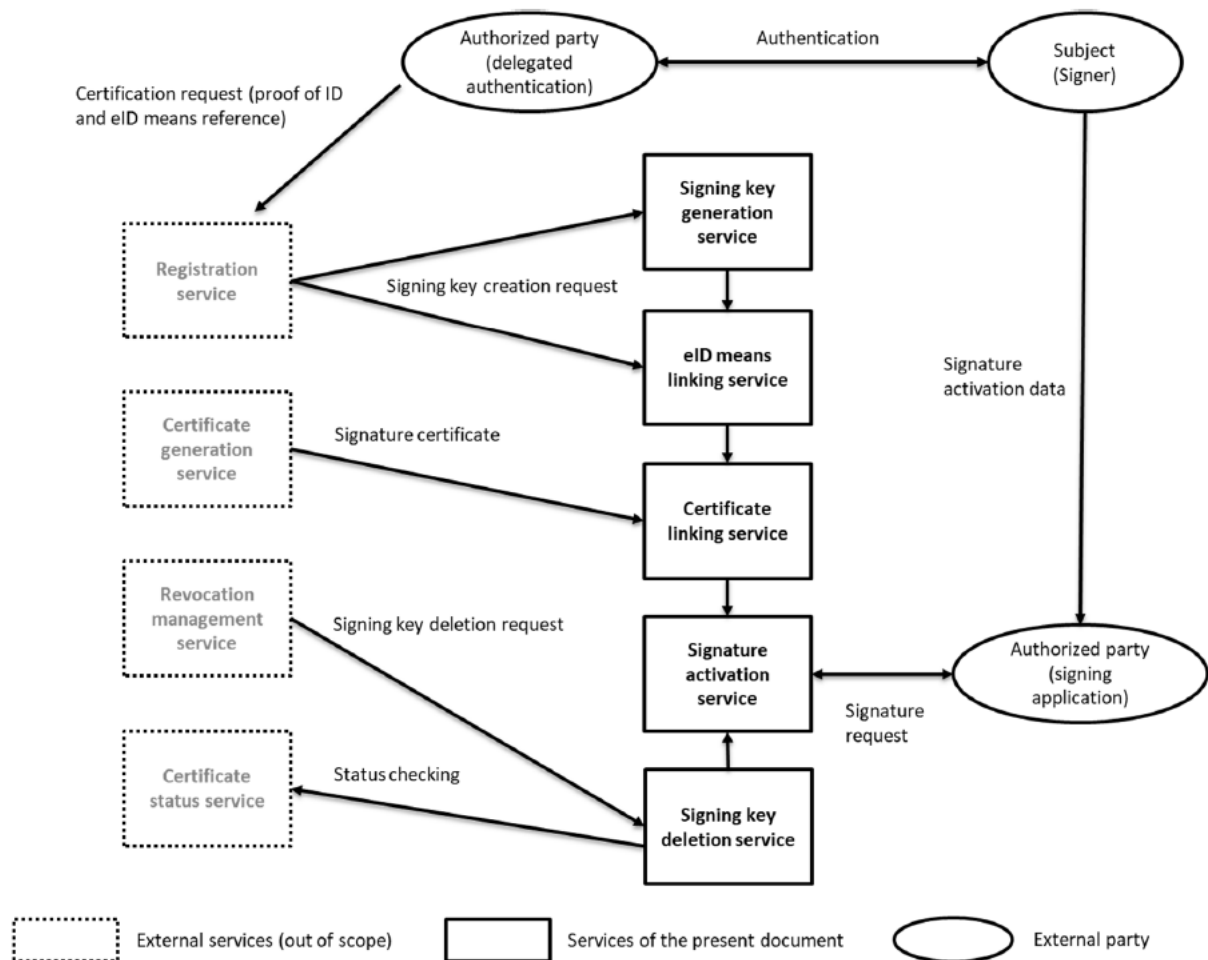 Authorized party
(delegated
authentication)
Authentication
Subject
(Signer)
Certification request (proof of ID
and eID means reference)
Signing key
generation
service
Registration
service
Signing key creation request
eID means
linking service
Signature
activation data
Certificate
generation
service
Signature certificate
Certificate
linking service
Revocation
management
service
Signing key deletion request
Signature
activation
service
Authorized party
(signing
application)
Signature
request
Certificate
status service
Status checking
Signing key
deletion service
External services (out of scope)
Services of the present document
External party